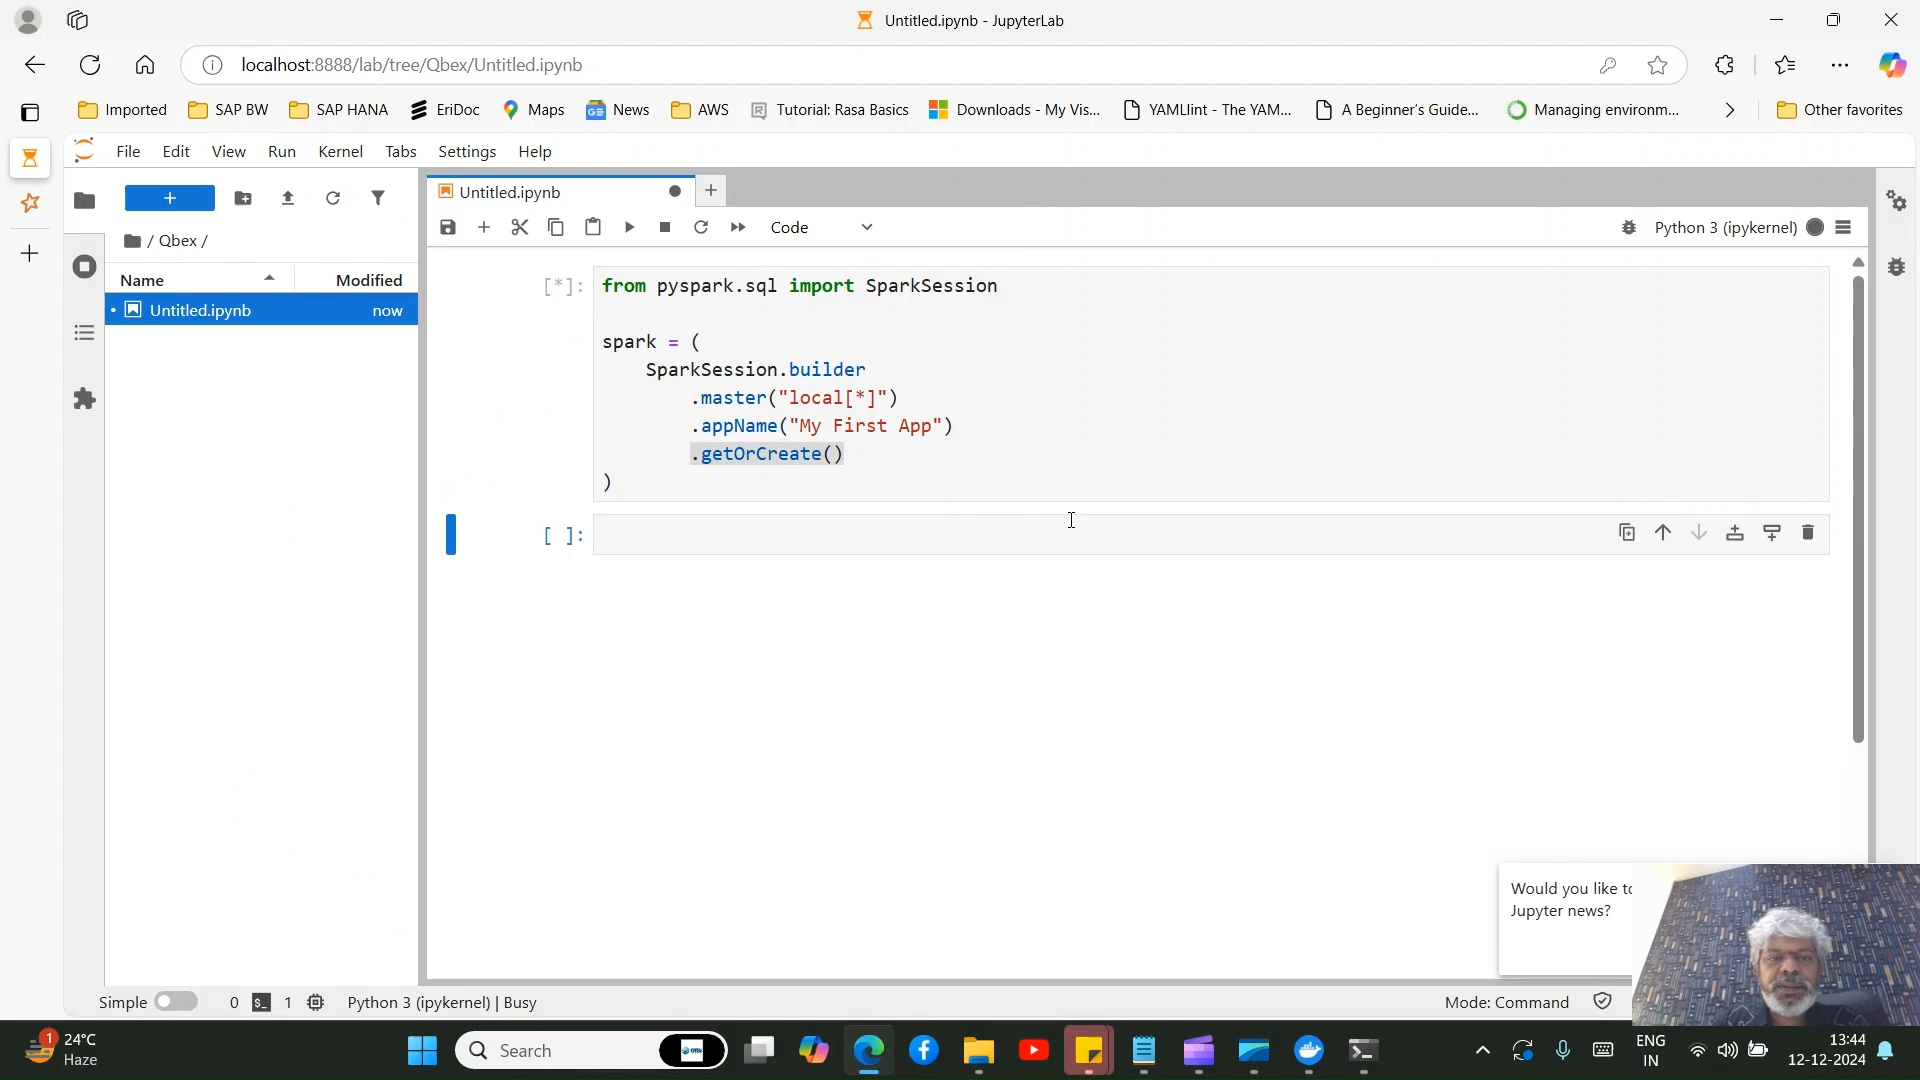 Untitled.ipynb - JupyterLab
localhost:8888/lab/tree/Qbex/Untitled.ipynb
Imported SAP BW SAP HANA EriDoc Maps News AWS Tutorial: Rasa Basics Downloads - My Vis... YAMLlint - The YAM... A Beginner's Guide... Managing environm... Other favorites
File Edit View Run Kernel Tabs Settings Help
Untitled.ipynb
Code
Python 3 (ipykernel)
/ Qbex /
Name Modified
Untitled.ipynb now
[*]: from pyspark.sql import SparkSession
spark = (
SparkSession.builder
.master("local[*]")
.appName("My First App")
.getOrCreate()
)
[ ]:
Would you like to
Jupyter news?
Simple 0 1 Python 3 (ipykernel) | Busy Mode: Command
1 24°C
Haze
Search
ENG
IN
13:44
12-12-2024